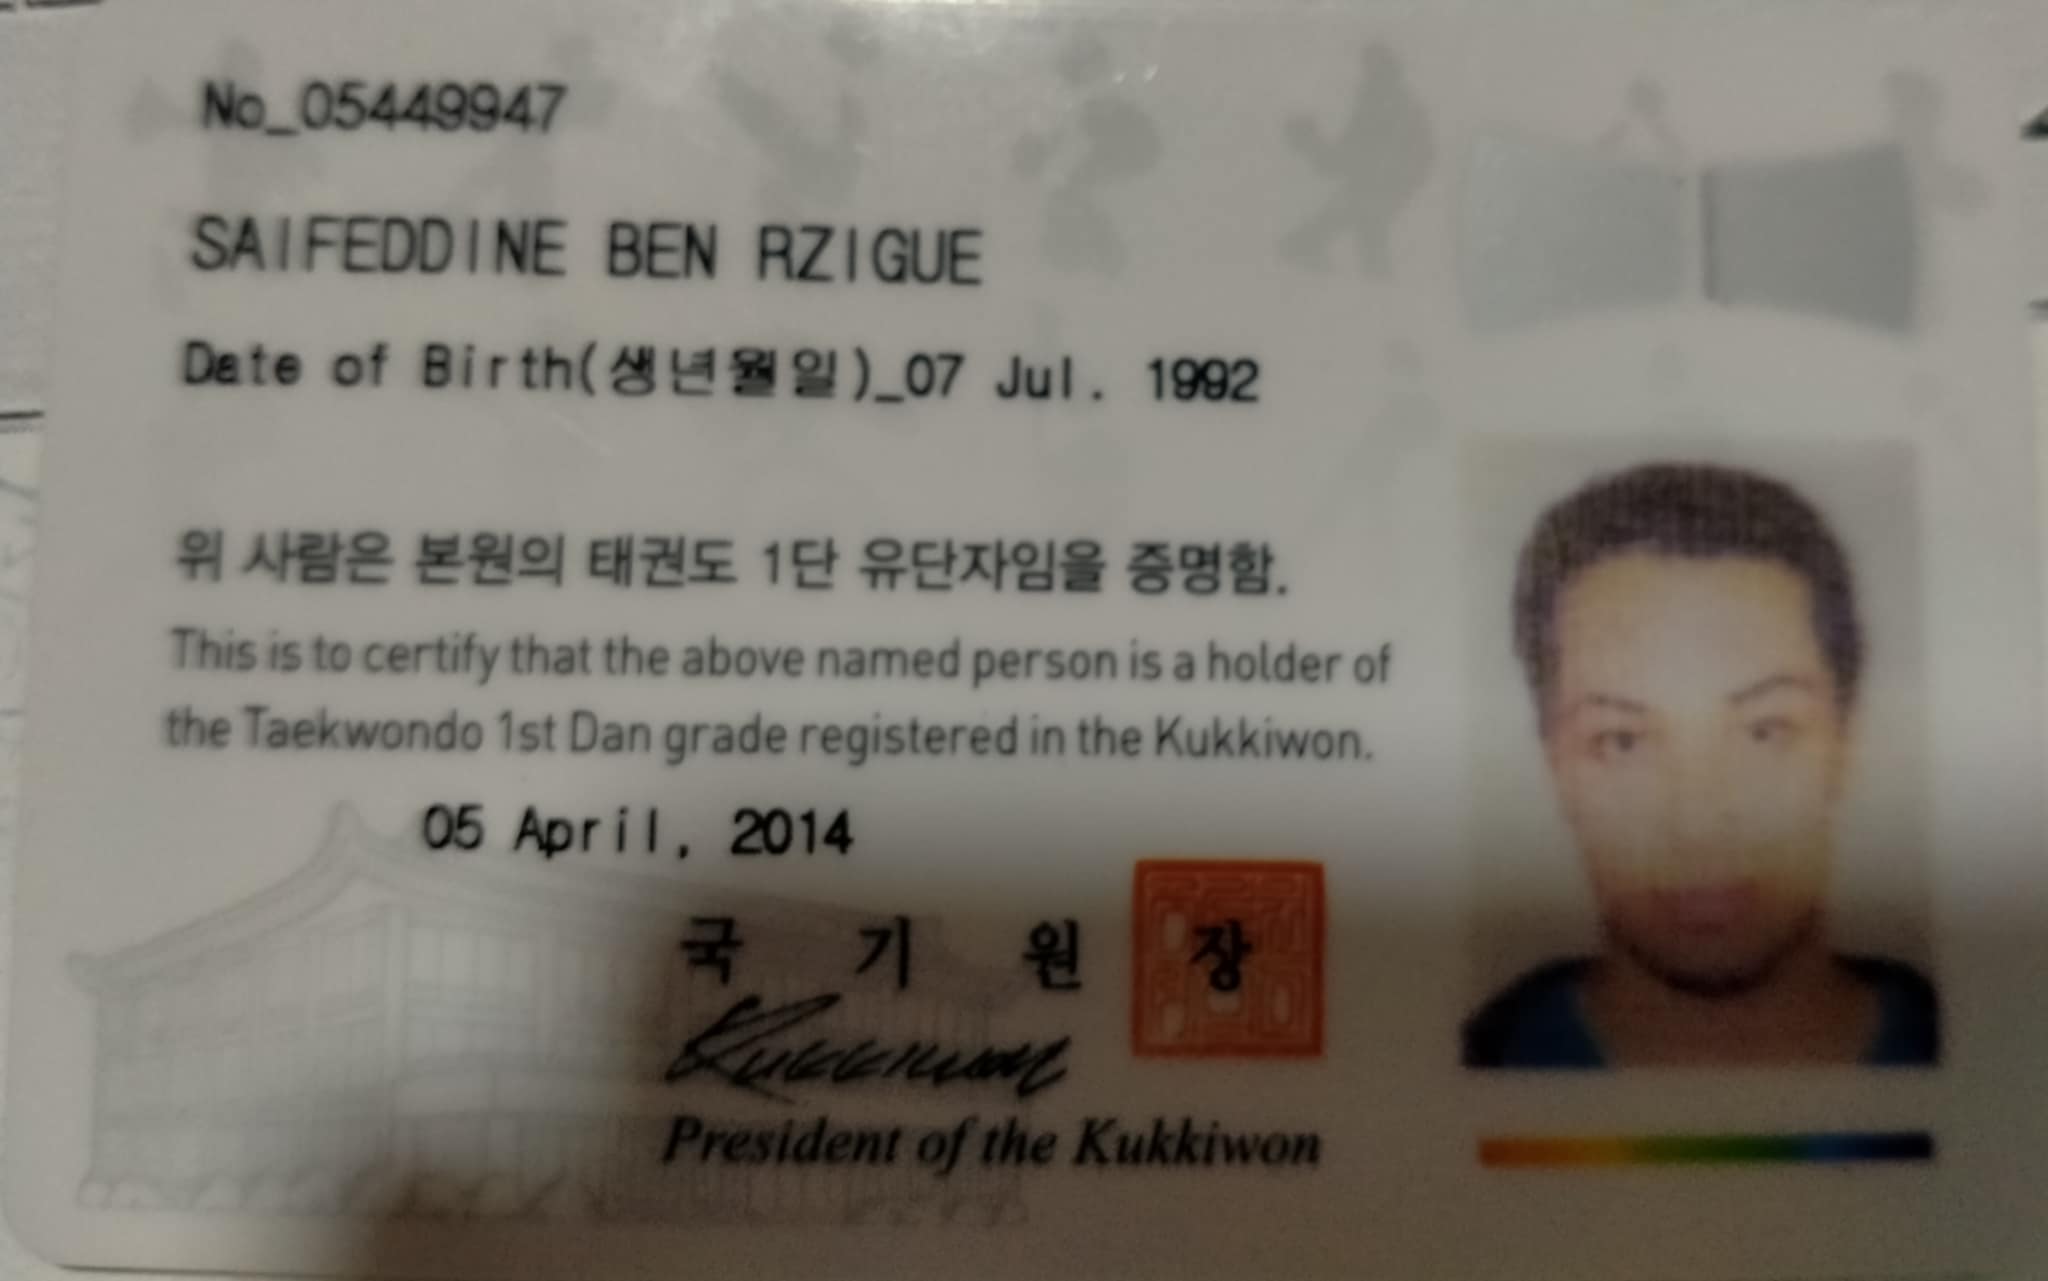 No_05449947
SAIFEDDINE BEN RZIGUE
Date of Birth(생년월일)_07 Jul. 1992
위 사람은 본원의 태권도 1단 유단자임을 증명함.
This is to certify that the above named person is a holder of
the Taekwondo 1st Dan grade registered in the Kukkiwon.
05 April, 2014
국 기 원 장
Kukkiwon
President of the Kukkiwon